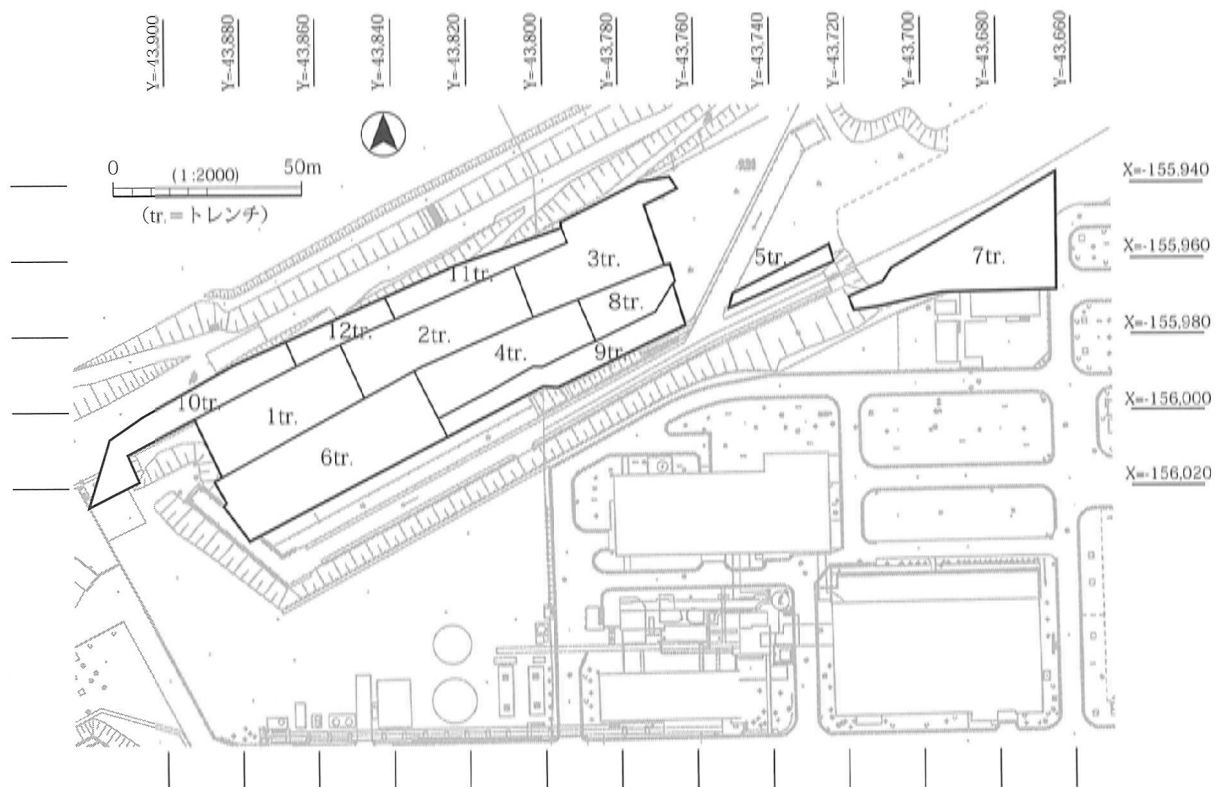 Y=-43,900
Y=-43,880
Y=-43,860
Y=-43,840
Y=-43,820
Y=-43,800
Y=-43,780
Y=-43,760
Y=-43,740
Y=-43,720
Y=-43,700
Y=-43,680
Y=-43,660
0 (1:2000) 50m
(tr.=トレンチ)
X=-155,940
X=-155,960
X=-155,980
X=-156,000
X=-156,020
3tr.
5tr.
7tr.
11tr.
8tr.
12tr.
2tr.
4tr.
9tr.
10tr.
1tr.
6tr.